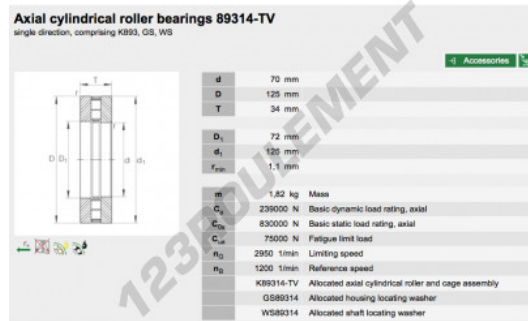 Axial cylindrical roller bearings 89314-TV
single direction, comprising K893, GS, WS
Accessories
T
r
r
D D₁ d d₁
d 70 mm
D 125 mm
T 34 mm
D₁ 72 mm
d₁ 125 mm
rmin 1,1 mm
m 1,82 kg Mass
Ca 239000 N Basic dynamic load rating, axial
C0a 830000 N Basic static load rating, axial
Cua 75000 N Fatigue limit load
nG 2950 1/min Limiting speed
nB 1200 1/min Reference speed
K89314-TV Allocated axial cylindrical roller and cage assembly
GS89314 Allocated housing locating washer
WS89314 Allocated shaft locating washer
123ROULEMENT